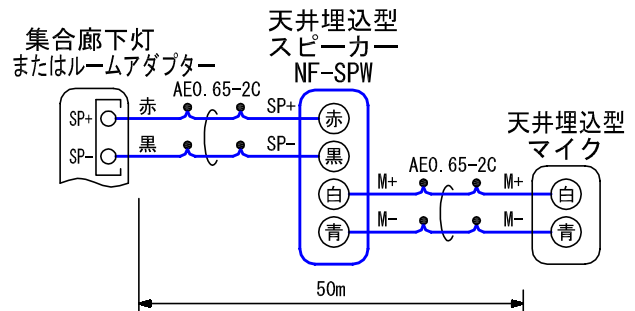 集合廊下灯
またはルームアダプター
天井埋込型
スピーカー
NF-SPW
天井埋込型
マイク
AE0.65-2C
SP+ 赤 SP+ 赤
SP- 黒 SP- 黒
AE0.65-2C
白 M+ M+ 白
青 M- M- 青
50m